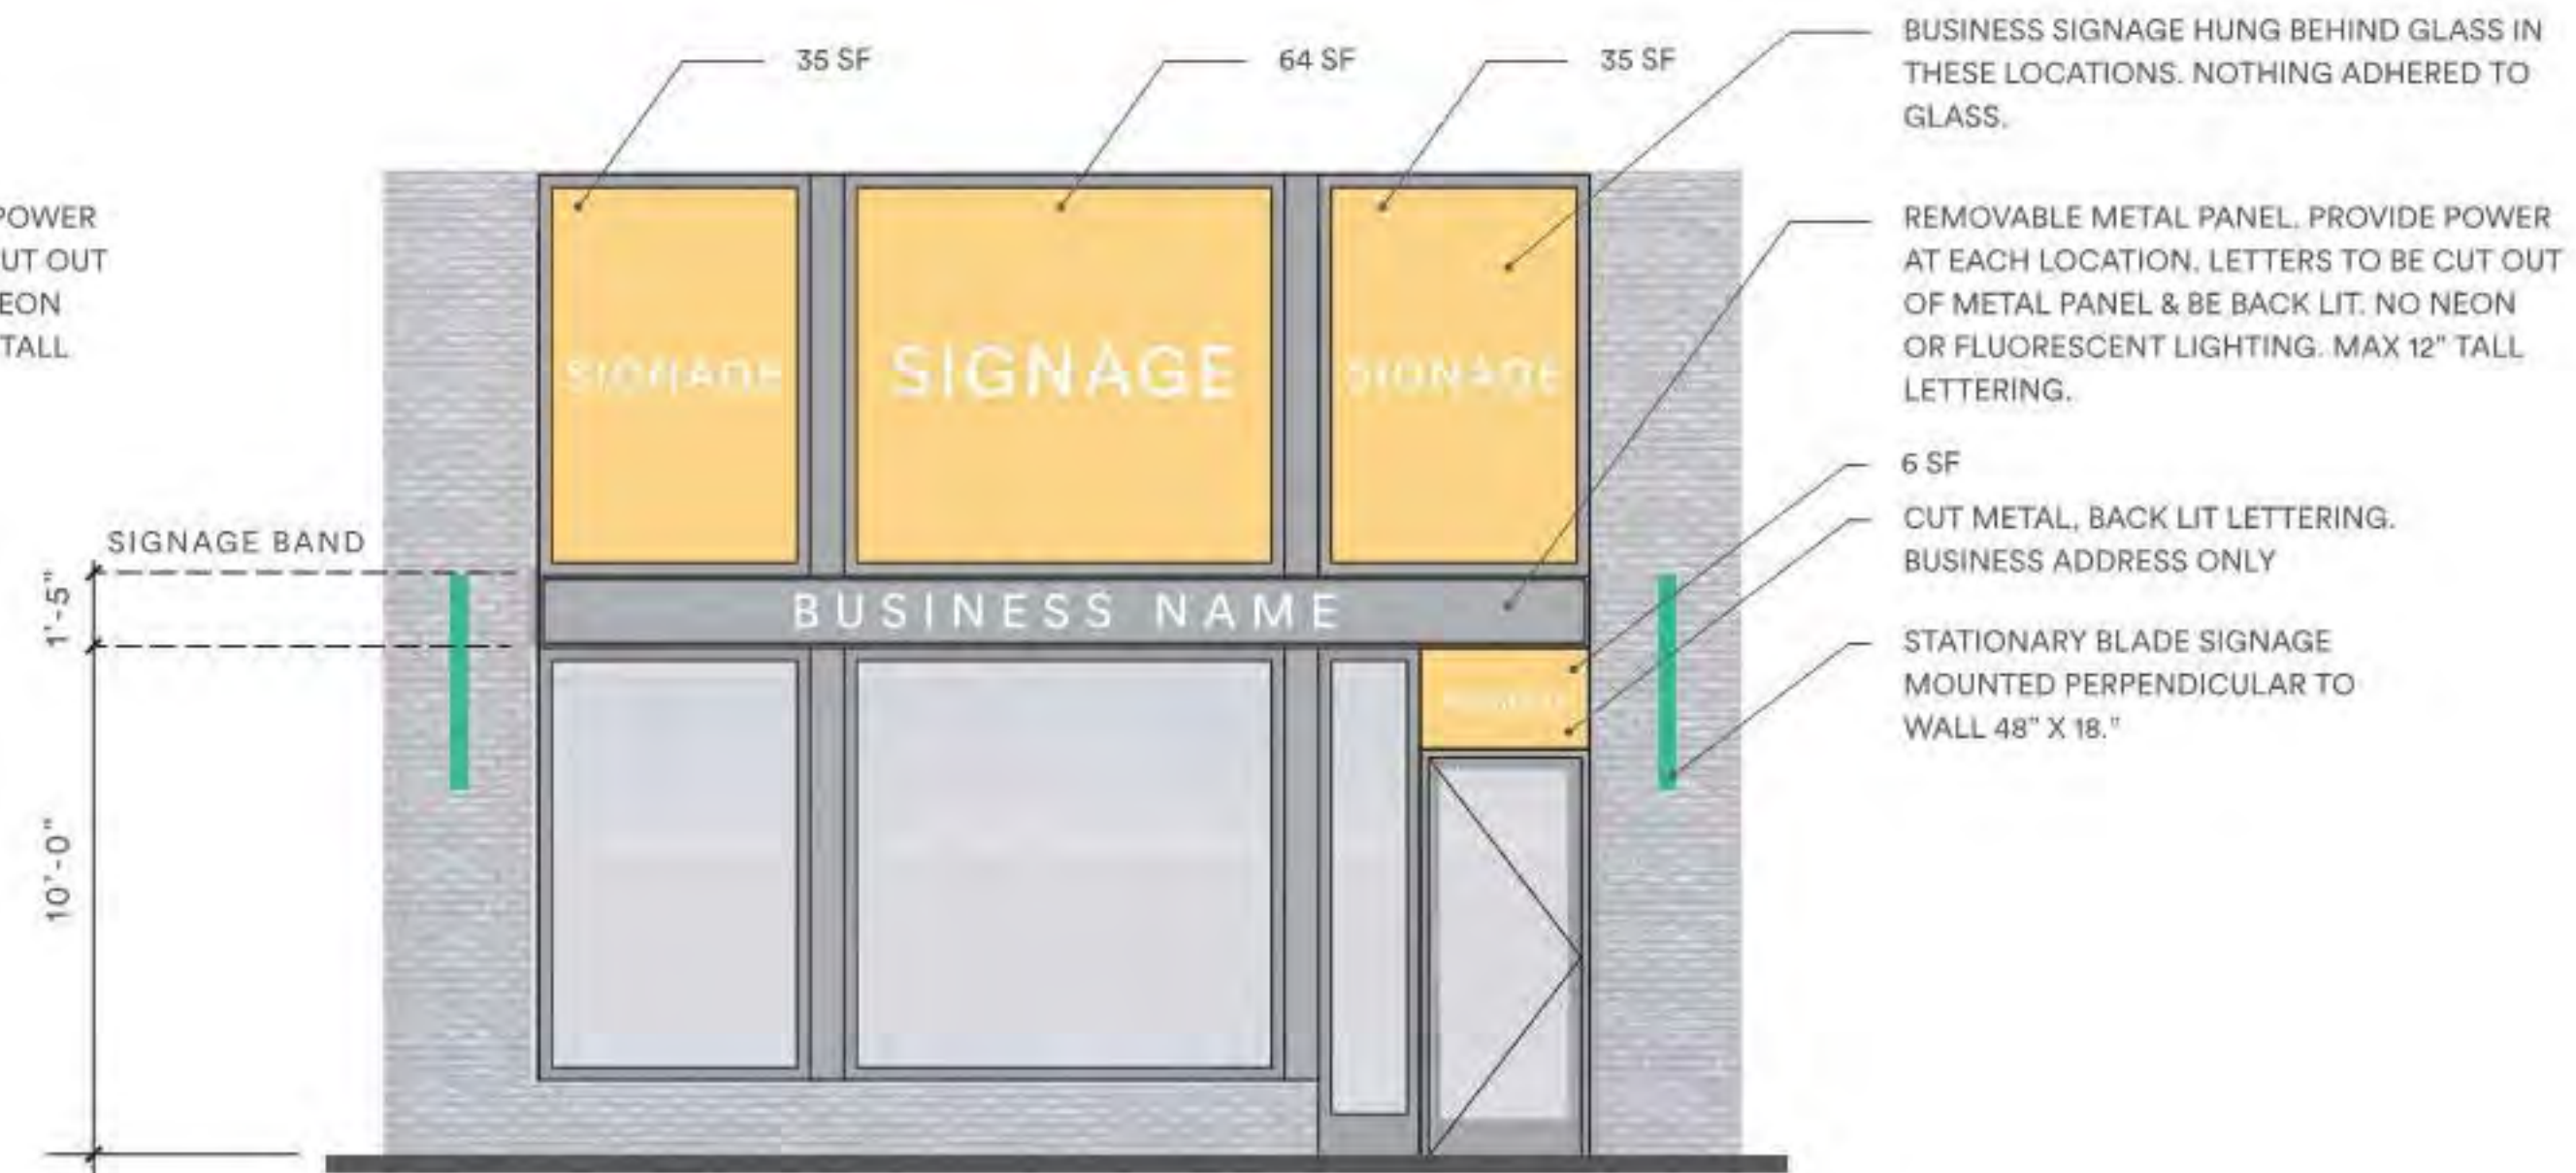 35 SF
64 SF
35 SF
BUSINESS SIGNAGE HUNG BEHIND GLASS IN
THESE LOCATIONS. NOTHING ADHERED TO
GLASS.
POWER
UT OUT
EON
TALL
REMOVABLE METAL PANEL. PROVIDE POWER
AT EACH LOCATION. LETTERS TO BE CUT OUT
OF METAL PANEL & BE BACK LIT. NO NEON
OR FLUORESCENT LIGHTING. MAX 12" TALL
LETTERING.
SIGNAGE
SIGNAGE
SIGNAGE
6 SF
CUT METAL, BACK LIT LETTERING.
BUSINESS ADDRESS ONLY
SIGNAGE BAND
1'-5"
BUSINESS NAME
STATIONARY BLADE SIGNAGE
MOUNTED PERPENDICULAR TO
WALL 48" X 18."
10'-0"